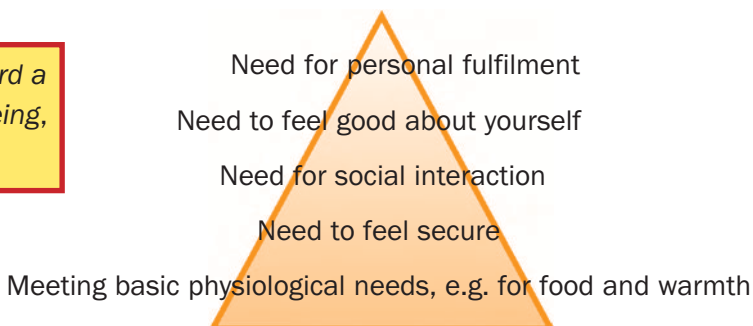 rd a
eing,
Need for personal fulfilment
Need to feel good about yourself
Need for social interaction
Need to feel secure
Meeting basic physiological needs, e.g. for food and warmth